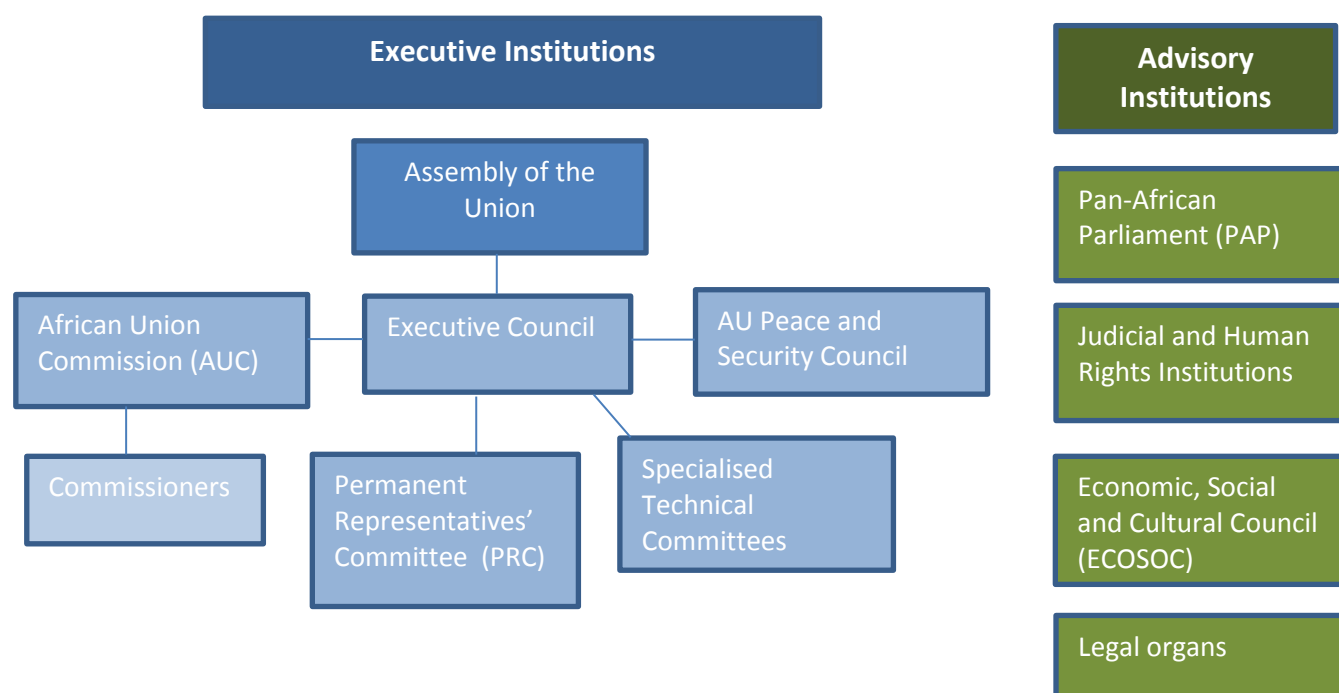 Executive Institutions
Advisory
Institutions
Assembly of the
Union
African Union
Commission (AUC)
Executive Council
AU Peace and
Security Council
Commissioners
Permanent
Representatives’
Committee  (PRC)
Specialised
Technical
Committees
Pan-African
Parliament (PAP)
Judicial and Human
Rights Institutions
Economic, Social
and Cultural Council
(ECOSOC)
Legal organs